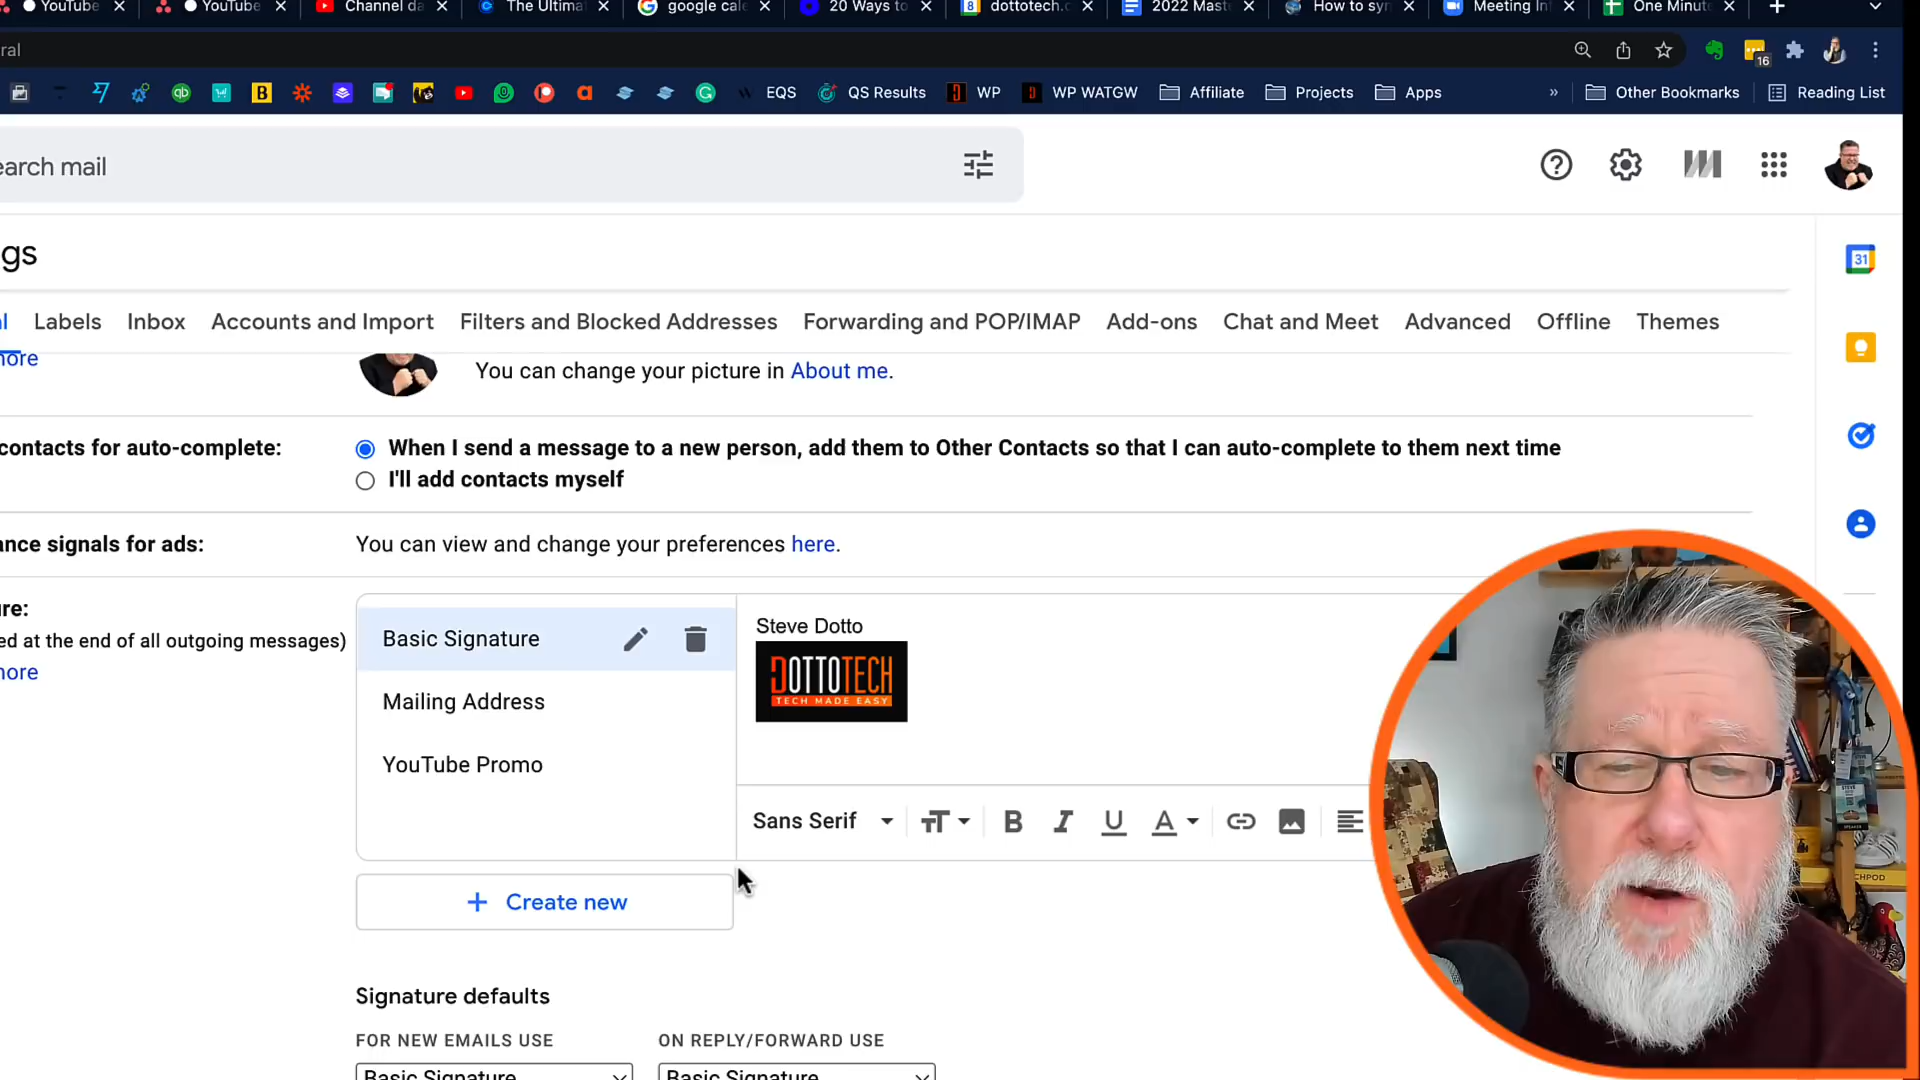 YouTube
YouTube
Channel da
The Ultima
google cale
20 Ways to
dottotech.c
2022 Mast
How to syn
Meeting In
One Minut
ral
16
EQS
QS Results
WP
WP WATGW
Affiliate
Projects
Apps
»
Other Bookmarks
Reading List
earch mail
gs
31
l
Labels
Inbox
Accounts and Import
Filters and Blocked Addresses
Forwarding and POP/IMAP
Add-ons
Chat and Meet
Advanced
Offline
Themes
ore
You can change your picture in About me.
contacts for auto-complete:
When I send a message to a new person, add them to Other Contacts so that I can auto-complete to them next time
I'll add contacts myself
ance signals for ads:
You can view and change your preferences here.
re:
ed at the end of all outgoing messages)
more
Basic Signature
Mailing Address
YouTube Promo
Steve Dotto
DOTTOTECH
TECH MADE EASY
Sans Serif
+ Create new
Signature defaults
FOR NEW EMAILS USE
ON REPLY/FORWARD USE
Basic Signature
Basic Signature